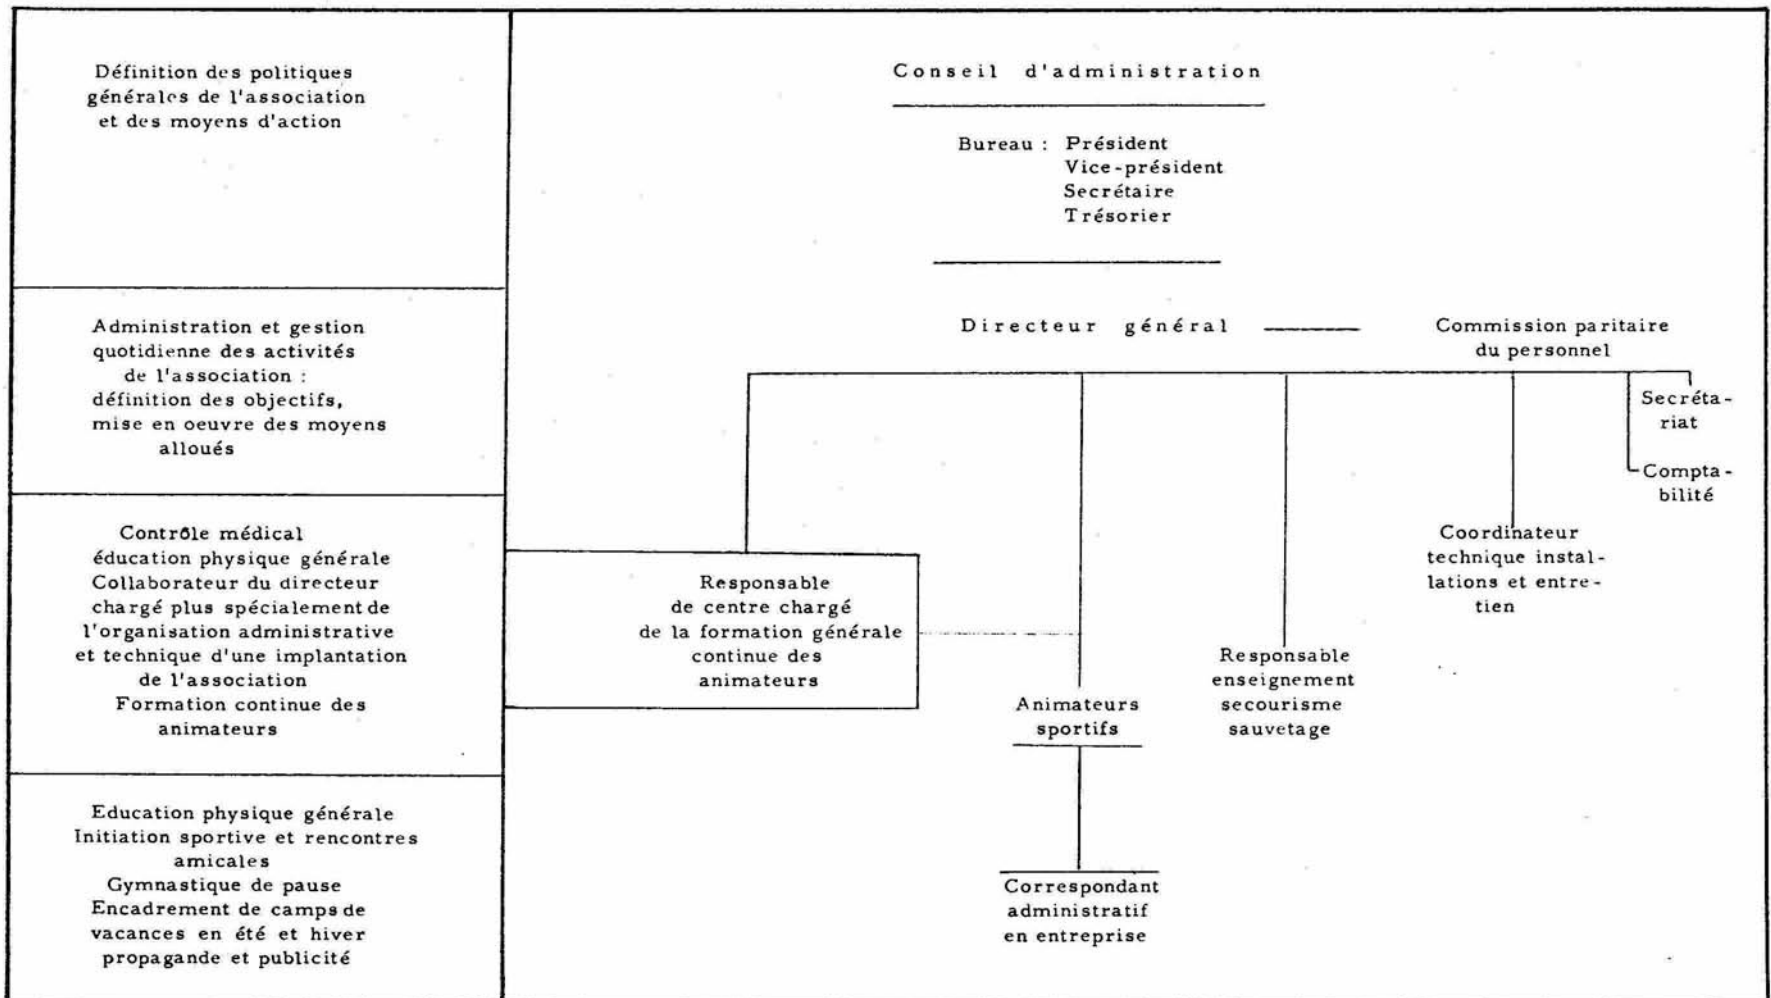 Définition des politiques
générales de l'association
et des moyens d'action
Administration et gestion
quotidienne des activités
de l'association :
définition des objectifs,
mise en oeuvre des moyens
alloués
Contrôle médical
éducation physique générale
Collaborateur du directeur
chargé plus spécialement de
l'organisation administrative
et technique d'une implantation
de l'association
Formation continue des
animateurs
Education physique générale
Initiation sportive et rencontres
amicales
Gymnastique de pause
Encadrement de camps de
vacances en été et hiver
propagande et publicité
Conseil d'administration
Bureau : Président
Vice-président
Secrétaire
Trésorier
Directeur général
Commission paritaire
du personnel
Secréta-
riat
Compta-
bilité
Coordinateur
technique instal-
lations et entre-
tien
Responsable
de centre chargé
de la formation générale
continue des
animateurs
Responsable
enseignement
secourisme
sauvetage
Animateurs
sportifs
Correspondant
administratif
en entreprise